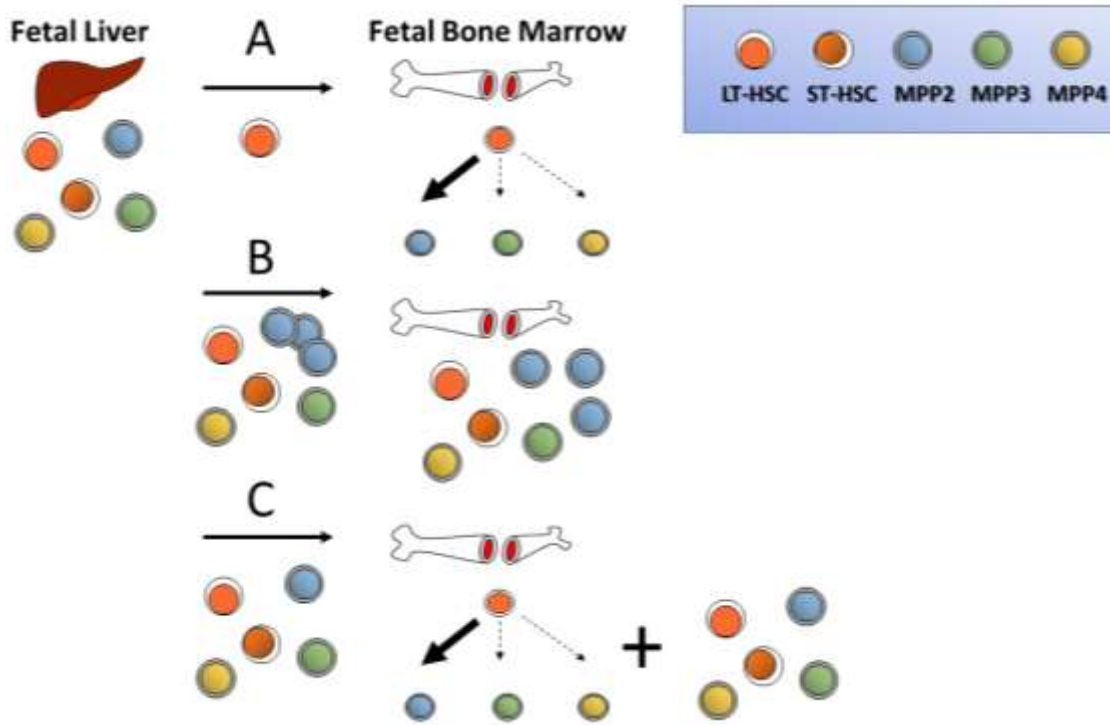 Fetal Liver
A
Fetal Bone Marrow
LT-HSC ST-HSC MPP2 MPP3 MPP4
B
C
+